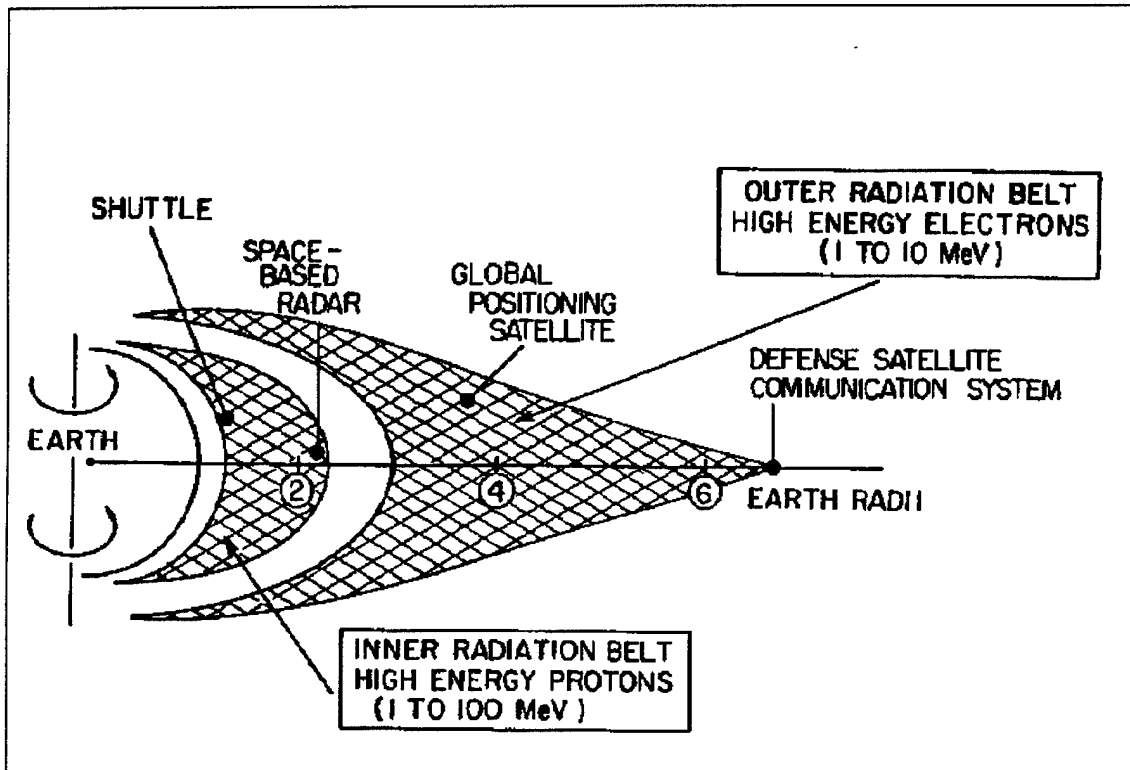 SHUTTLE
SPACE-
BASED
RADAR
GLOBAL
POSITIONING
SATELLITE
OUTER RADIATION BELT
HIGH ENERGY ELECTRONS
(1 TO 10 MeV)
DEFENSE SATELLITE
COMMUNICATION SYSTEM
EARTH
2
4
6
EARTH RADII
INNER RADIATION BELT
HIGH ENERGY PROTONS
(1 TO 100 MeV)